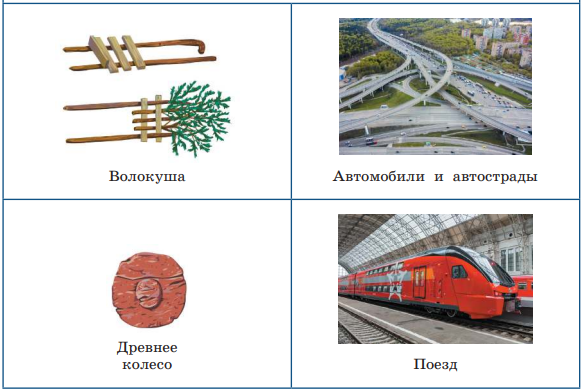 Волокуша
Автомобили и автострады
Древнее
колесо
Поезд